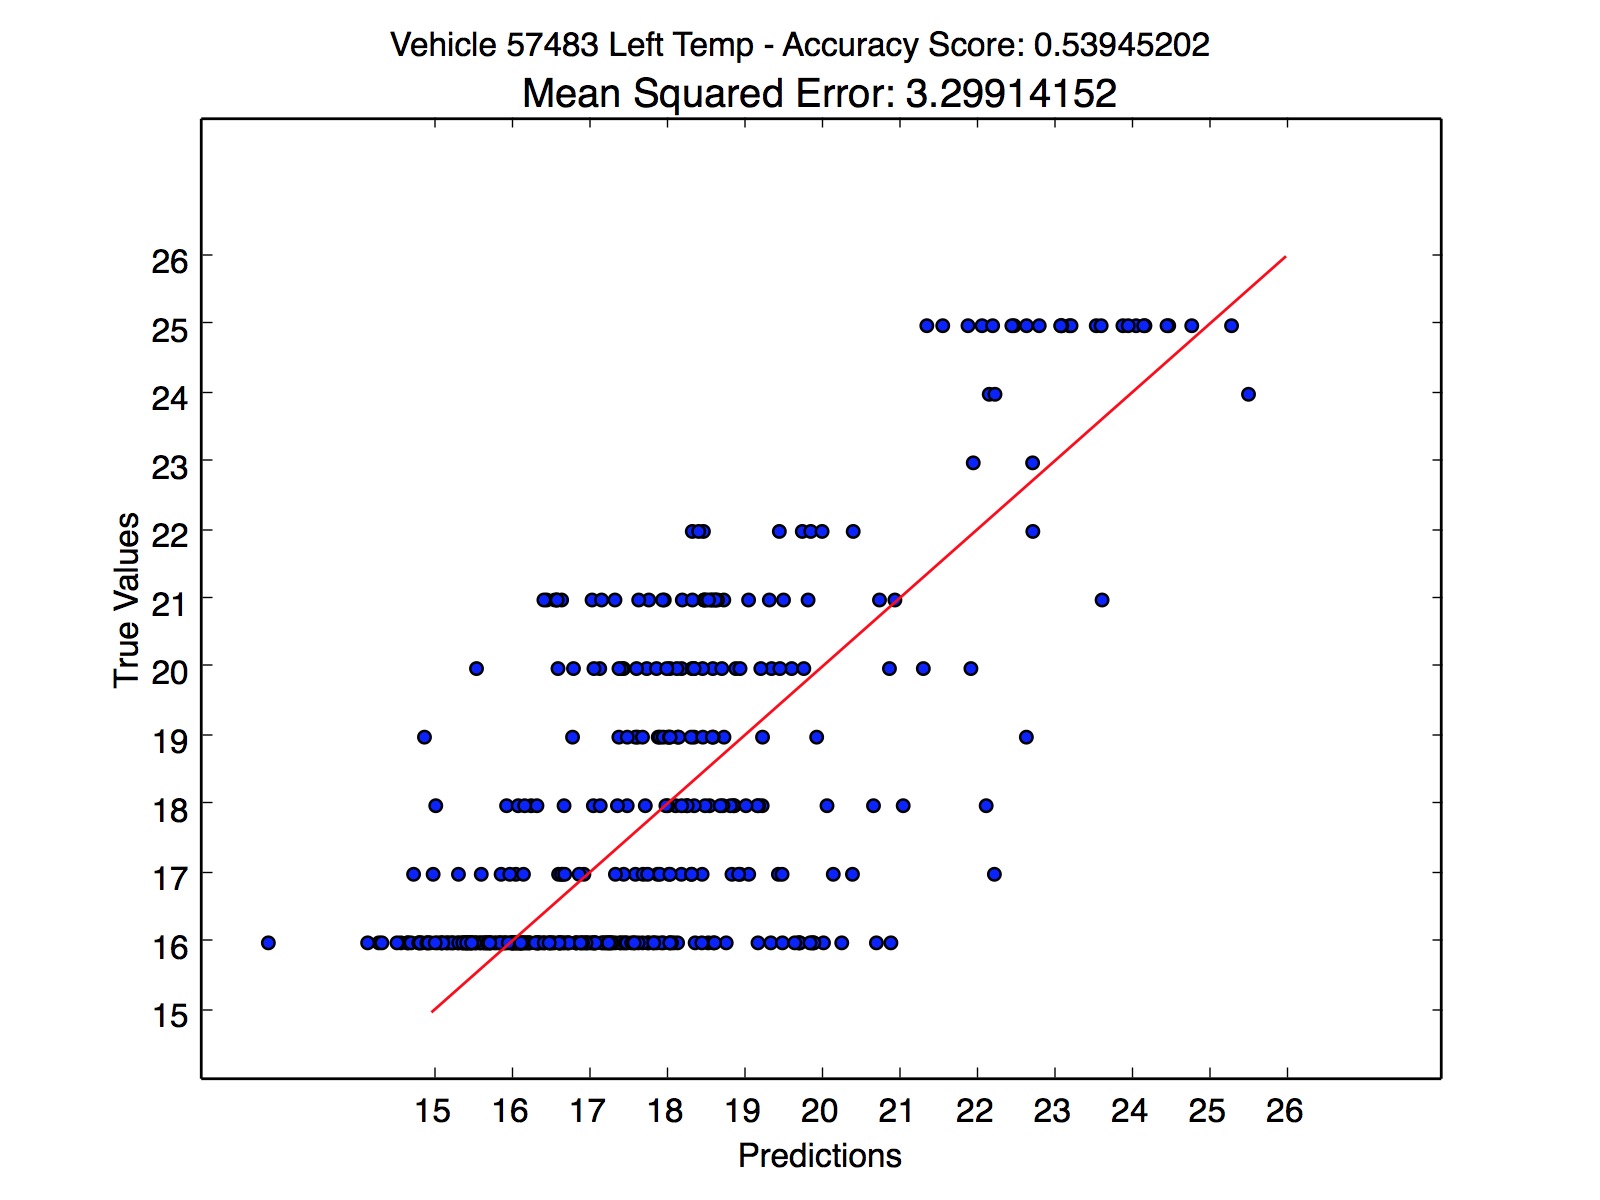 Vehicle 57483 Left Temp - Accuracy Score: 0.53945202
Mean Squared Error: 3.29914152
26
25
24
23
22
21
20
19
18
17
16
15
True Values
15 16 17 18 19 20 21 22 23 24 25 26
Predictions